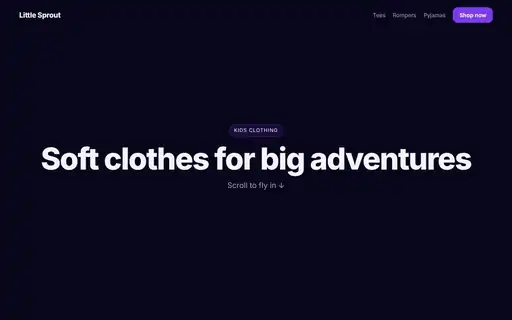 Little Sprout
Tees Rompers Pyjamas Shop now
KIDS CLOTHING
Soft clothes for big adventures
Scroll to fly in ↓